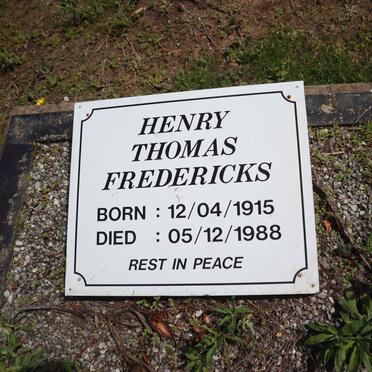 HENRY
THOMAS
FREDERICKS
BORN : 12/04/1915
DIED : 05/12/1988
REST IN PEACE